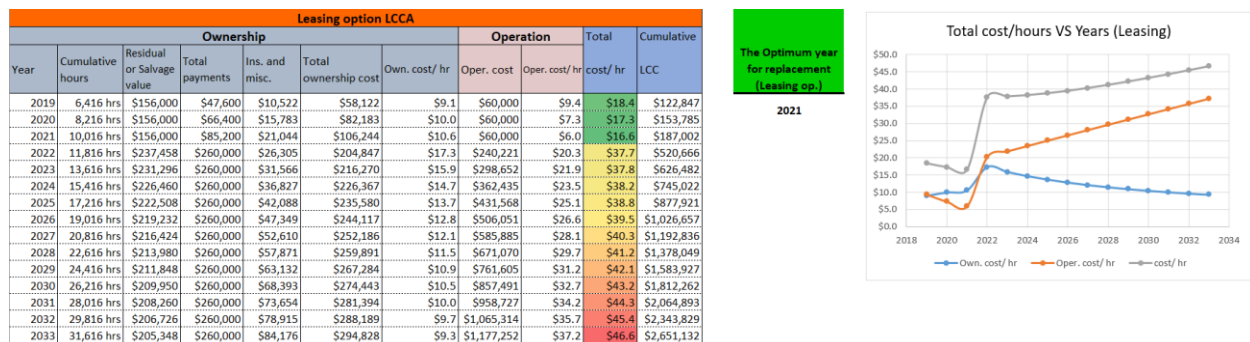 Leasing option LCCA
Ownership Operation Total Cumulative
Year Cumulative hours Residual or Salvage value Total payments Ins. and misc. Total ownership cost Own. cost/ hr Oper. cost Oper. cost/ hr cost/ hr LCC
2019 6,416 hrs $156,000 $47,600 $10,522 $58,122 $9.1 $60,000 $9.4 $18.4 $122,847
2020 8,216 hrs $156,000 $66,400 $15,783 $82,183 $10.0 $60,000 $7.3 $17.3 $153,785
2021 10,016 hrs $156,000 $85,200 $21,044 $106,244 $10.6 $60,000 $6.0 $16.6 $187,002
2022 11,816 hrs $237,458 $260,000 $26,305 $204,847 $17.3 $240,221 $20.3 $37.7 $520,666
2023 13,616 hrs $231,296 $260,000 $31,566 $216,270 $15.9 $298,652 $21.9 $37.8 $626,482
2024 15,416 hrs $226,460 $260,000 $36,827 $226,367 $14.7 $362,435 $23.5 $38.2 $745,022
2025 17,216 hrs $222,508 $260,000 $42,088 $235,580 $13.7 $431,568 $25.1 $38.8 $877,921
2026 19,016 hrs $219,232 $260,000 $47,349 $244,117 $12.8 $506,051 $26.6 $39.5 $1,026,657
2027 20,816 hrs $216,424 $260,000 $52,610 $252,186 $12.1 $585,885 $28.1 $40.3 $1,192,836
2028 22,616 hrs $213,980 $260,000 $57,871 $259,891 $11.5 $671,070 $29.7 $41.2 $1,378,049
2029 24,416 hrs $211,848 $260,000 $63,132 $267,284 $10.9 $761,605 $31.2 $42.1 $1,583,927
2030 26,216 hrs $209,950 $260,000 $68,393 $274,443 $10.5 $857,491 $32.7 $43.2 $1,812,262
2031 28,016 hrs $208,260 $260,000 $73,654 $281,394 $10.0 $958,727 $34.2 $44.3 $2,064,893
2032 29,816 hrs $206,726 $260,000 $78,915 $288,189 $9.7 $1,065,314 $35.7 $45.4 $2,343,829
2033 31,616 hrs $205,348 $260,000 $84,176 $294,828 $9.3 $1,177,252 $37.2 $46.6 $2,651,132
The Optimum year
for replacement
(Leasing op.)
2021
Total cost/hours VS Years (Leasing)
$50.0
$45.0
$40.0
$35.0
$30.0
$25.0
$20.0
$15.0
$10.0
$5.0
$0.0
2018 2020 2022 2024 2026 2028 2030 2032 2034
Own. cost/ hr Oper. cost/ hr cost/ hr